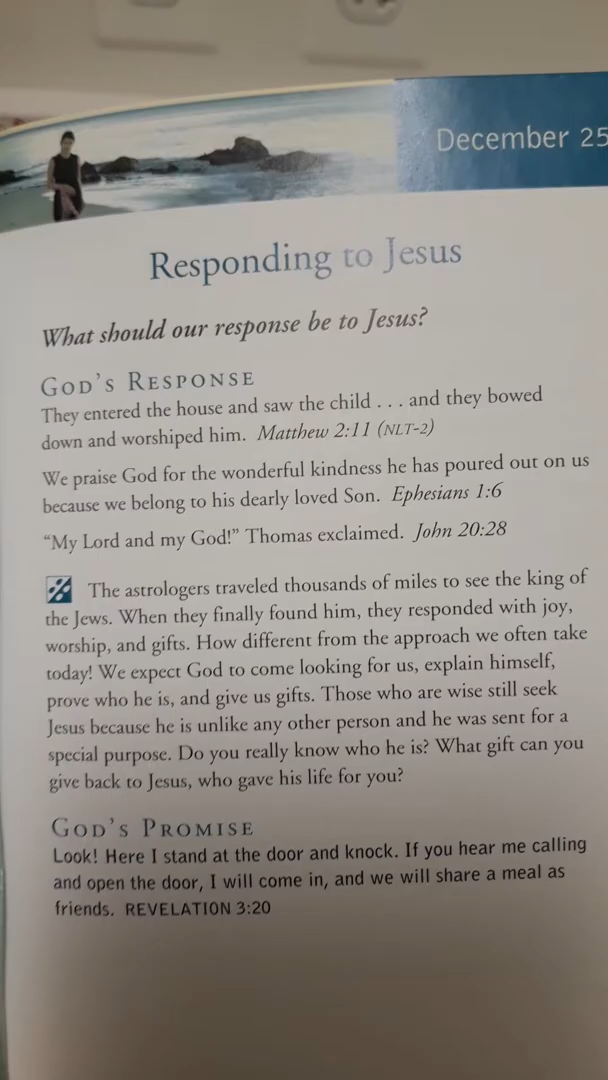 December 25
Responding to Jesus
What should our response be to Jesus?
GOD'S RESPONSE
They entered the house and saw the child . . . and they bowed
down and worshiped him. Matthew 2:11 (NLT-2)
We praise God for the wonderful kindness he has poured out on us
because we belong to his dearly loved Son. Ephesians 1:6
“My Lord and my God!” Thomas exclaimed. John 20:28
The astrologers traveled thousands of miles to see the king of
the Jews. When they finally found him, they responded with joy,
worship, and gifts. How different from the approach we often take
today! We expect God to come looking for us, explain himself,
prove who he is, and give us gifts. Those who are wise still seek
Jesus because he is unlike any other person and he was sent for a
special purpose. Do you really know who he is? What gift can you
give back to Jesus, who gave his life for you?
GOD'S PROMISE
Look! Here I stand at the door and knock. If you hear me calling
and open the door, I will come in, and we will share a meal as
friends. REVELATION 3:20